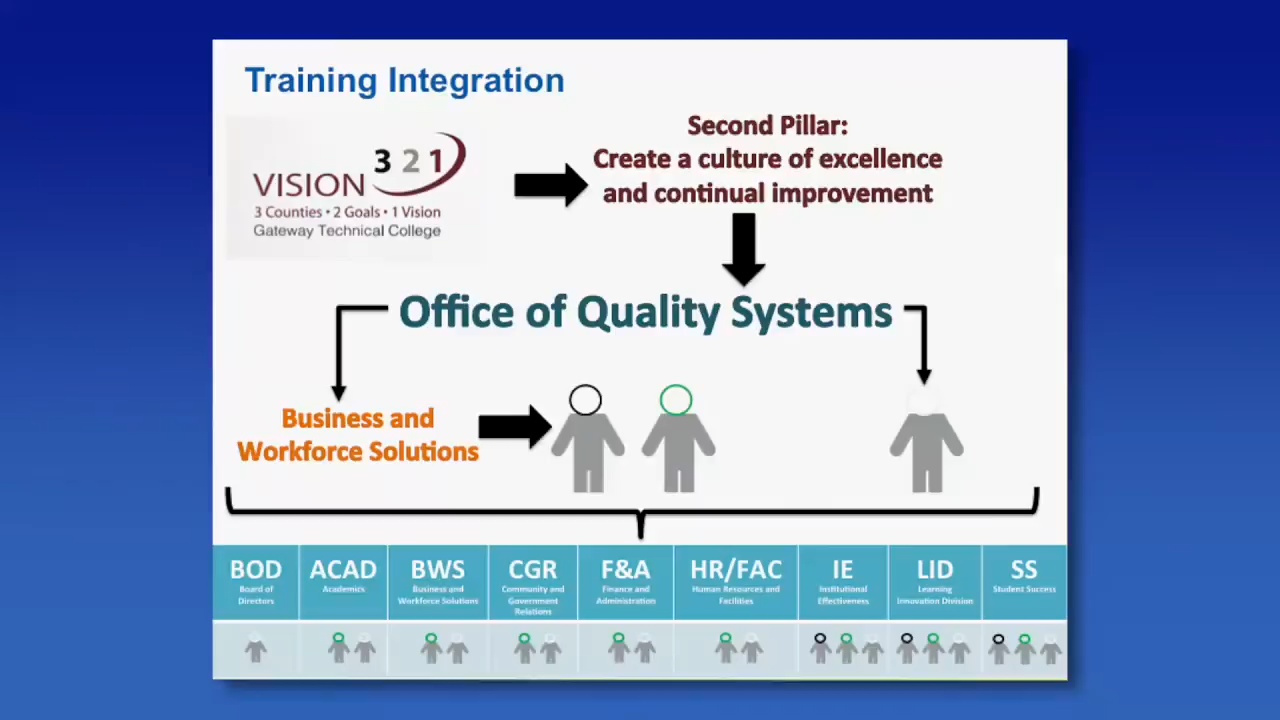 Training Integration
VISION 3 2 1
3 Counties • 2 Goals • 1 Vision
Gateway Technical College
Second Pillar:
Create a culture of excellence
and continual improvement
Office of Quality Systems
Business and
Workforce Solutions
BOD
Board of
Directors
ACAD
Academics
BWS
Business and
Workforce Solutions
CGR
Community and
Government
Relations
F&A
Finance and
Administration
HR/FAC
Human Resources and
Facilities
IE
Institutional
Effectiveness
LID
Learning
Innovation Division
SS
Student Success